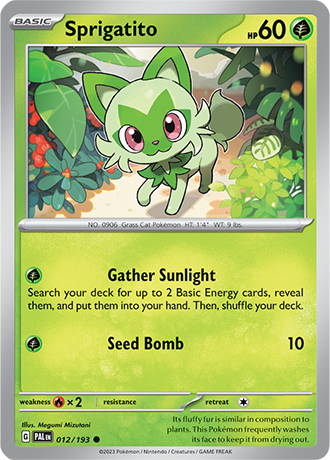 BASIC
Sprigatito
HP 60
NO. 0906 Grass Cat Pokémon HT: 1'4" WT: 9 lbs.
Gather Sunlight
Search your deck for up to 2 Basic Energy cards, reveal
them, and put them into your hand. Then, shuffle your deck.
Seed Bomb 10
weakness ×2 resistance retreat
Illus. Megumi Mizutani
G PAL EN 012/193
Its fluffy fur is similar in composition to
plants. This Pokémon frequently washes
its face to keep it from drying out.
©2023 Pokémon / Nintendo / Creatures / GAME FREAK